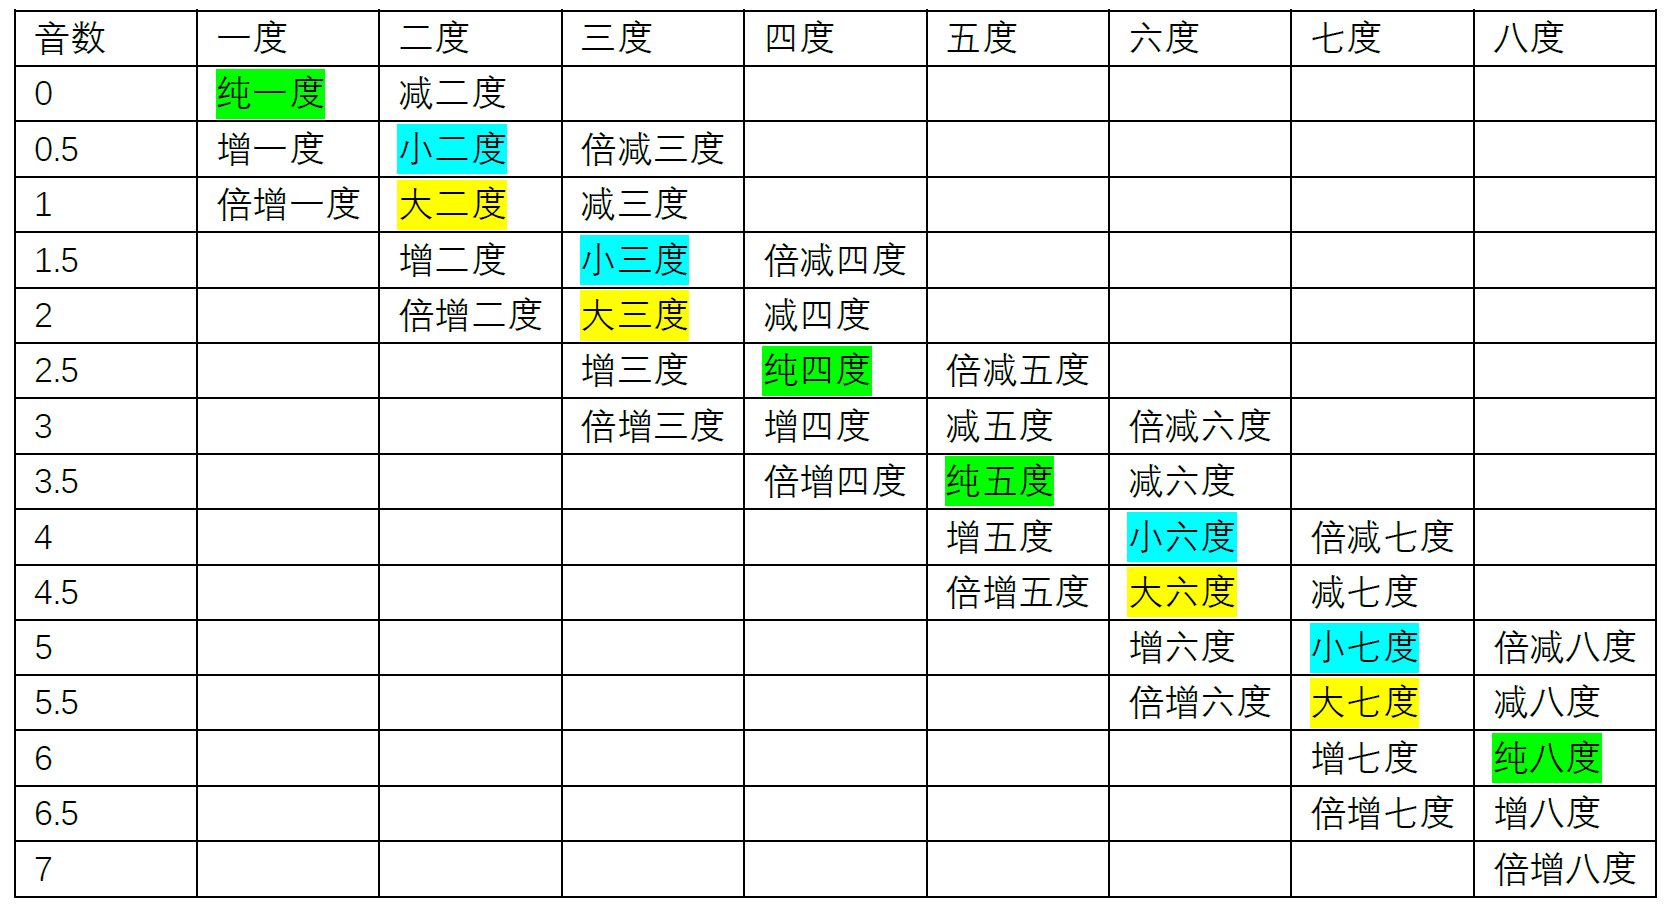 音数 一度 二度 三度 四度 五度 六度 七度 八度
0 纯一度 减二度
0.5 增一度 小二度 倍减三度
1 倍增一度 大二度 减三度
1.5 增二度 小三度 倍减四度
2 倍增二度 大三度 减四度
2.5 增三度 纯四度 倍减五度
3 倍增三度 增四度 减五度 倍减六度
3.5 倍增四度 纯五度 减六度
4 增五度 小六度 倍减七度
4.5 倍增五度 大六度 减七度
5 增六度 小七度 倍减八度
5.5 倍增六度 大七度 减八度
6 增七度 纯八度
6.5 倍增七度 增八度
7 倍增八度